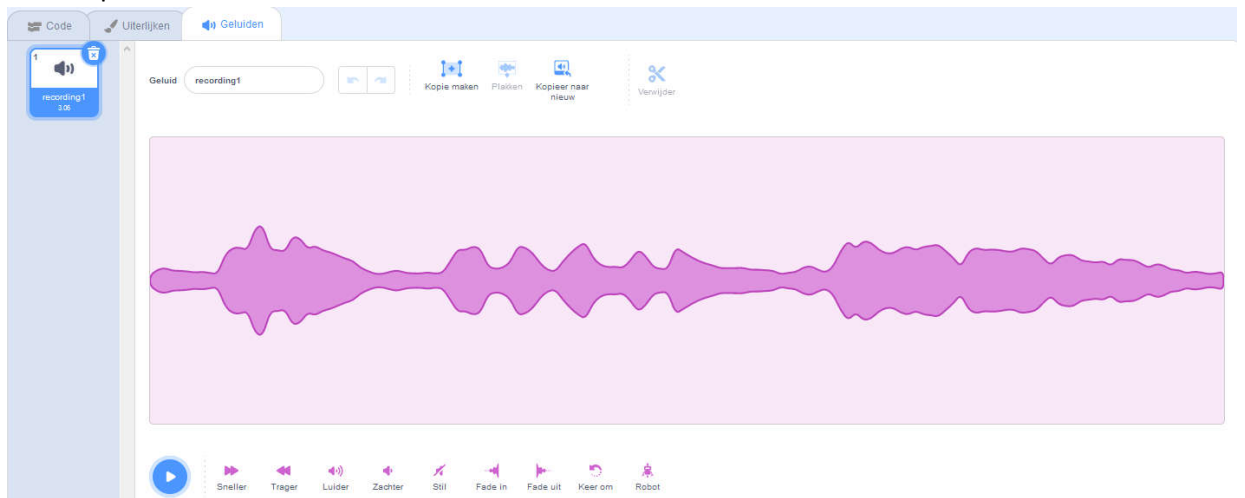 Code
Uiterlijken
Geluiden
1
recording1
3.06
Geluid
recording1
Kopie maken
Plakken
Kopieer naar
nieuw
Verwijder
Sneller
Trager
Luider
Zachter
Stil
Fade in
Fade uit
Keer om
Robot